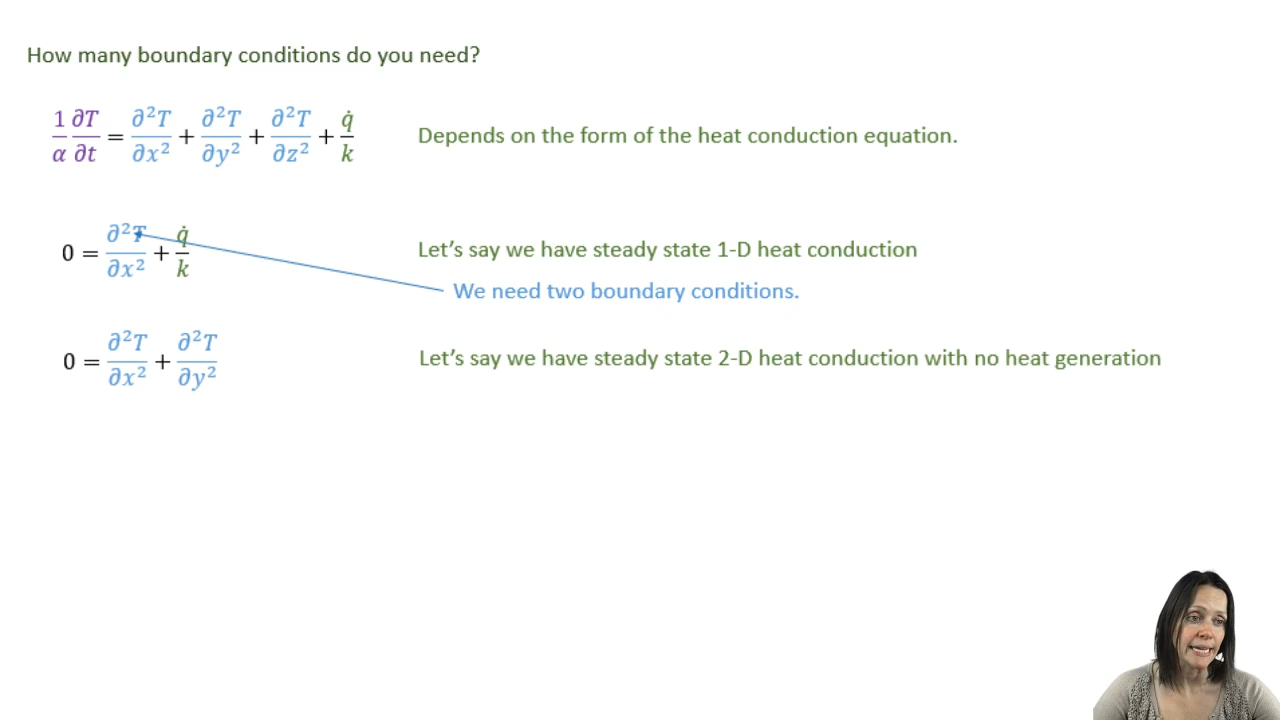 How many boundary conditions do you need?
1/α ∂T/∂t = ∂²T/∂x² + ∂²T/∂y² + ∂²T/∂z² + q̇/k
Depends on the form of the heat conduction equation.
0 = ∂²T/∂x² + q̇/k
Let's say we have steady state 1-D heat conduction
We need two boundary conditions.
0 = ∂²T/∂x² + ∂²T/∂y²
Let's say we have steady state 2-D heat conduction with no heat generation